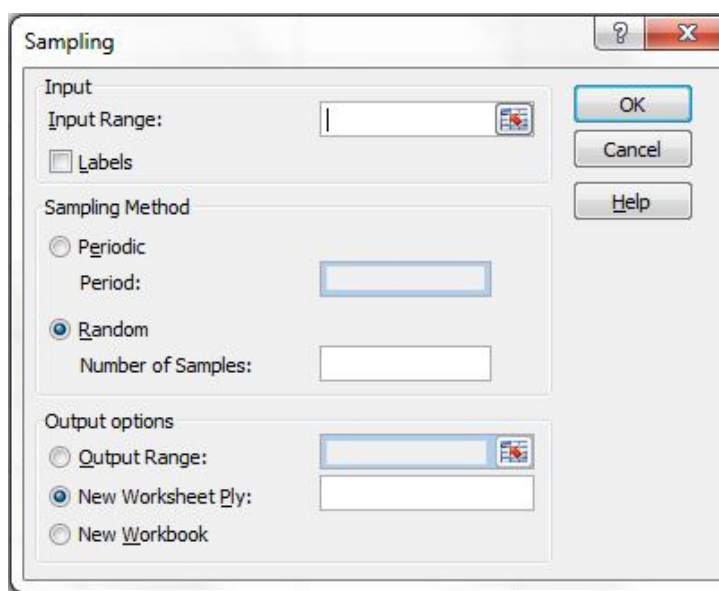 Sampling
Input
Input Range:
Labels
OK
Cancel
Help
Sampling Method
Periodic
Period:
Random
Number of Samples:
Output options
Output Range:
New Worksheet Ply:
New Workbook